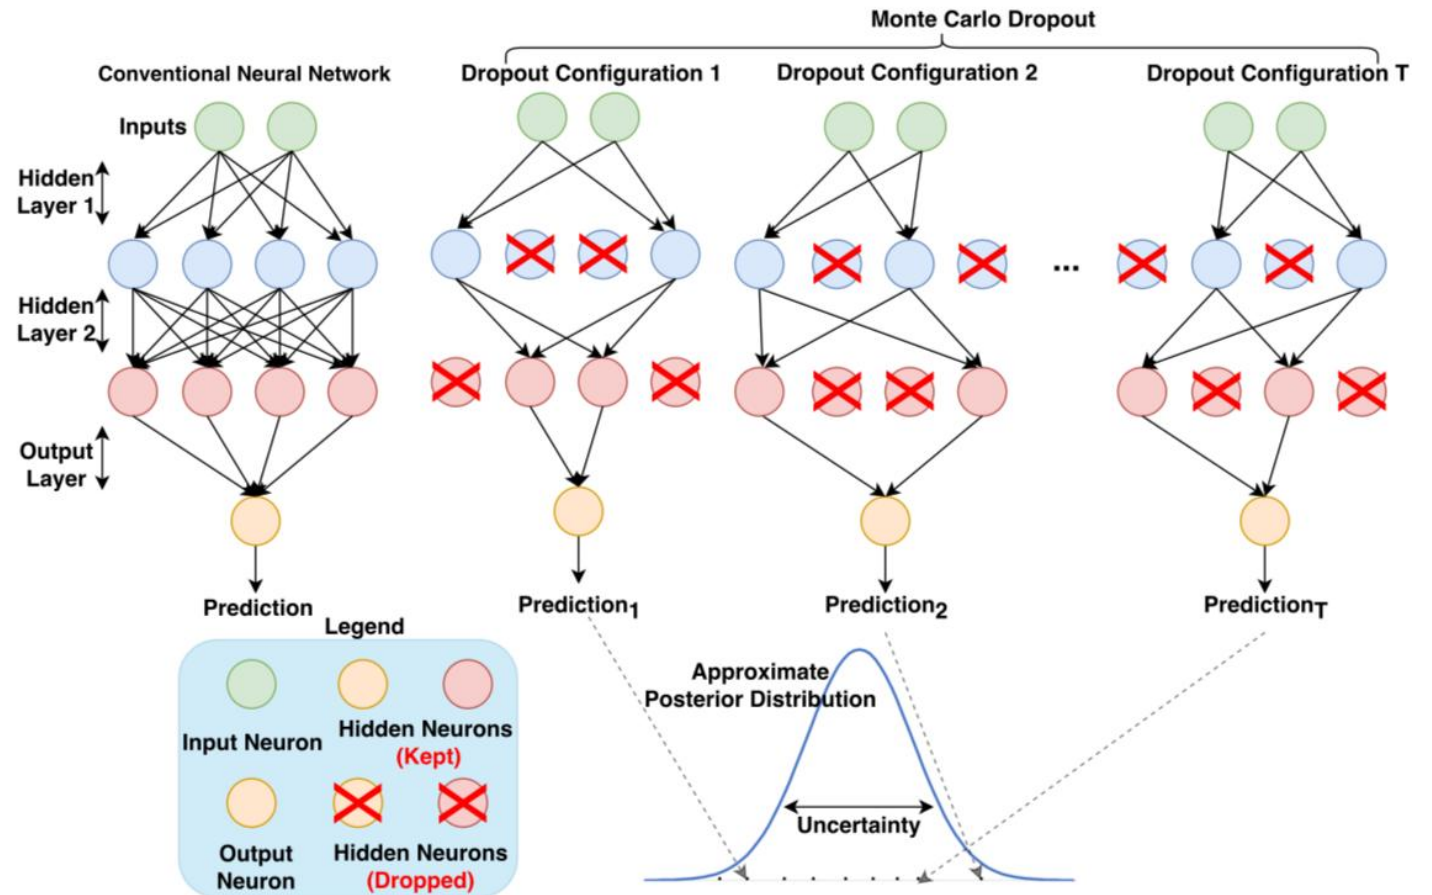 Monte Carlo Dropout
Conventional Neural Network
Dropout Configuration 1
Dropout Configuration 2
Dropout Configuration T
Inputs
Hidden
Layer 1
...
Hidden
Layer 2
Output
Layer
Prediction
Prediction1
Prediction2
PredictionT
Legend
Input Neuron
Hidden Neurons
(Kept)
Output
Neuron
Hidden Neurons
(Dropped)
Approximate
Posterior Distribution
Uncertainty